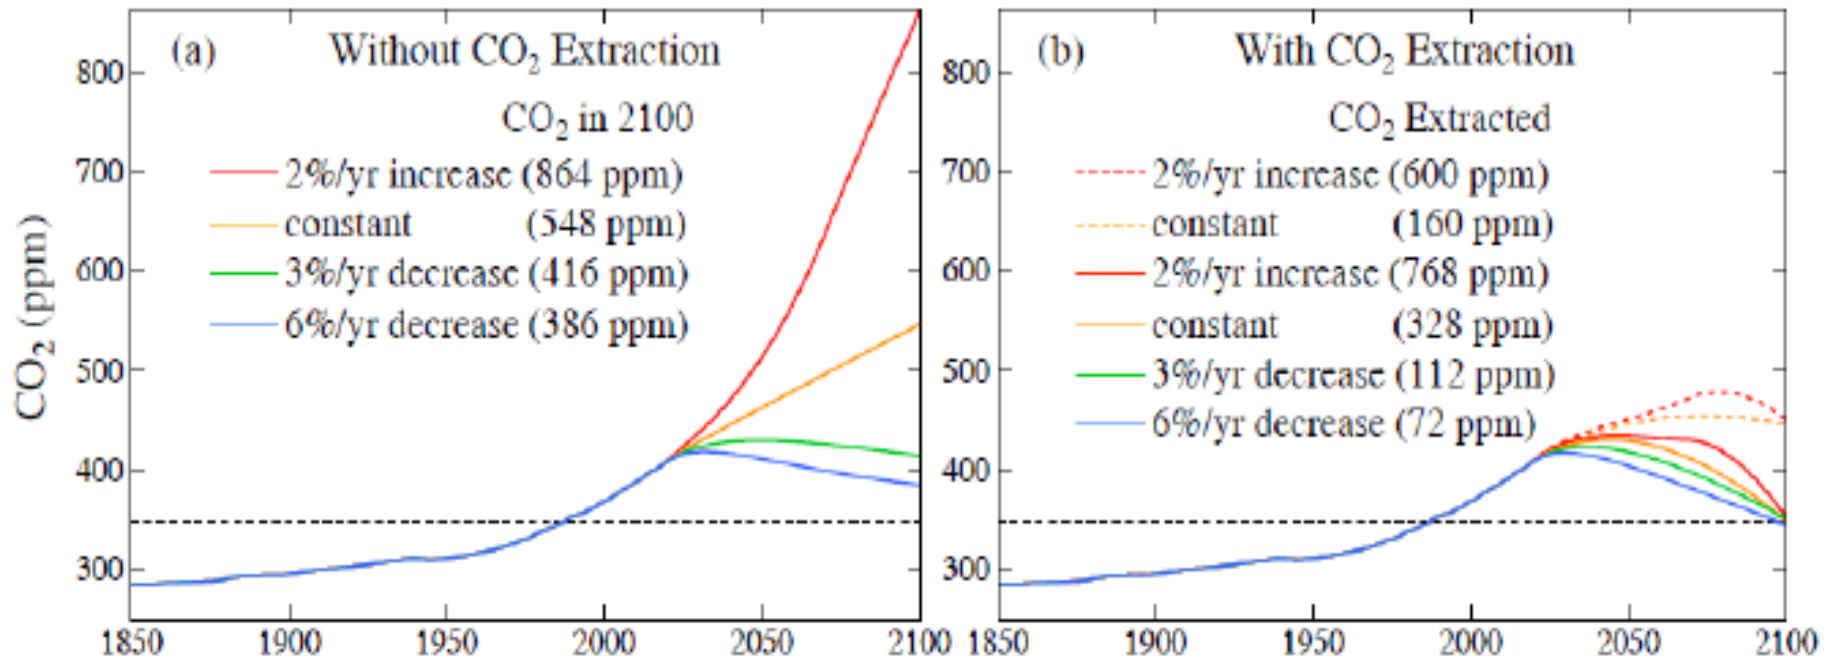 (a) Without CO₂ Extraction
CO₂ in 2100
2%/yr increase (864 ppm)
constant (548 ppm)
3%/yr decrease (416 ppm)
6%/yr decrease (386 ppm)
CO₂ (ppm)
800
700
600
500
400
300
1850 1900 1950 2000 2050 2100
(b) With CO₂ Extraction
CO₂ Extracted
2%/yr increase (600 ppm)
constant (160 ppm)
2%/yr increase (768 ppm)
constant (328 ppm)
3%/yr decrease (112 ppm)
6%/yr decrease (72 ppm)
800
700
600
500
400
300
1850 1900 1950 2000 2050 2100